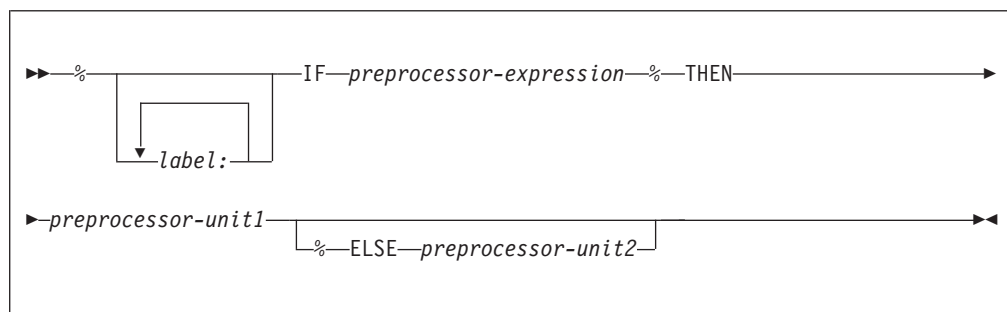 % IF preprocessor-expression % THEN
label:
preprocessor-unit1
% ELSE preprocessor-unit2